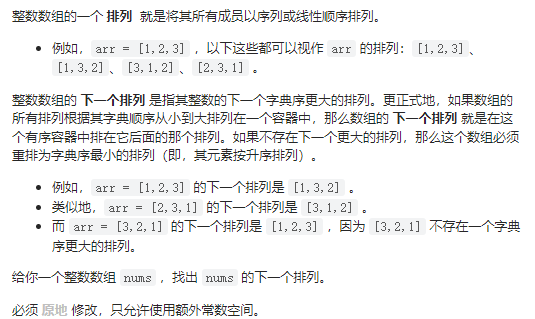 整数数组的一个 排列 就是将其所有成员以序列或线性顺序排列。
• 例如，arr = [1,2,3] ，以下这些都可以视作 arr 的排列：[1,2,3]、
[1,3,2]、[3,1,2]、[2,3,1] 。
整数数组的 下一个排列 是指其整数的下一个字典序更大的排列。更正式地，如果数组的
所有排列根据其字典顺序从小到大排列在一个容器中，那么数组的 下一个排列 就是在这
个有序容器中排在它后面的那个排列。如果不存在下一个更大的排列，那么这个数组必须
重排为字典序最小的排列（即，其元素按升序排列）。
• 例如，arr = [1,2,3] 的下一个排列是 [1,3,2] 。
• 类似地，arr = [2,3,1] 的下一个排列是 [3,1,2] 。
• 而 arr = [3,2,1] 的下一个排列是 [1,2,3] ，因为 [3,2,1] 不存在一个字典
序更大的排列。
给你一个整数数组 nums ，找出 nums 的下一个排列。
必须 原地 修改，只允许使用额外常数空间。